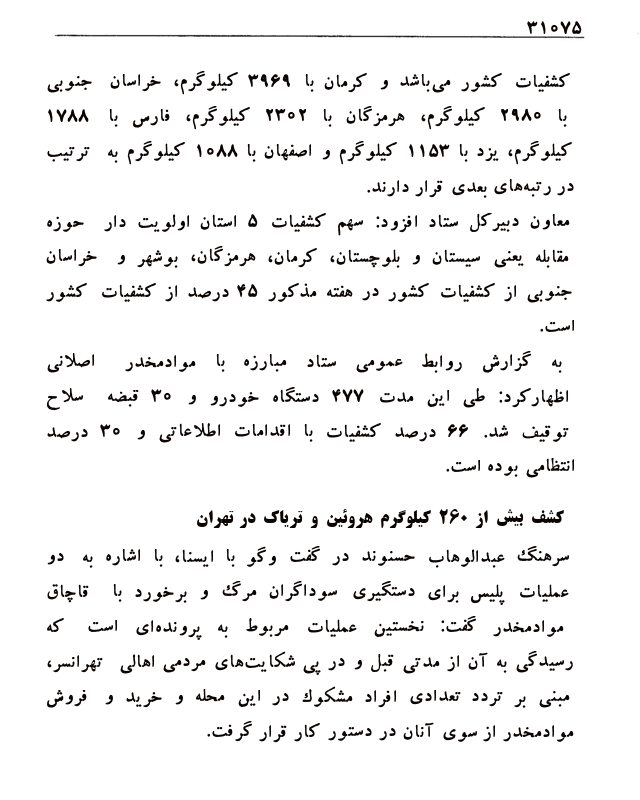 ۳۱۰۷۵
کشفیات کشور می‌باشد و کرمان با ۳۹۶۹ کیلوگرم، خراسان جنوبی
با ۲۹۸۰ کیلوگرم، هرمزگان با ۲۳۰۲ کیلوگرم، فارس با ۱۷۸۸
کیلوگرم، یزد با ۱۱۵۳ کیلوگرم و اصفهان با ۱۰۸۸ کیلوگرم به ترتیب
در رتبه‌های بعدی قرار دارند.
معاون دبیرکل ستاد افزود: سهم کشفیات ۵ استان اولویت دار حوزه
مقابله یعنی سیستان و بلوچستان، کرمان، هرمزگان، بوشهر و خراسان
جنوبی از کشفیات کشور در هفته مذکور ۴۵ درصد از کشفیات کشور
است.
به گزارش روابط عمومی ستاد مبارزه با موادمخدر اصلانی
اظهارکرد: طی این مدت ۴۷۷ دستگاه خودرو و ۳۰ قبضه سلاح
توقیف شد. ۶۶ درصد کشفیات با اقدامات اطلاعاتی و ۳۰ درصد
انتظامی بوده است.
کشف بیش از ۲۶۰ کیلوگرم هروئین و تریاک در تهران
سرهنگ عبدالوهاب حسنوند در گفت وگو با ایسنا، با اشاره به دو
عملیات پلیس برای دستگیری سوداگران مرگ و برخورد با قاچاق
موادمخدر گفت: نخستین عملیات مربوط به پرونده‌ای است که
رسیدگی به آن از مدتی قبل و در پی شکایت‌های مردمی اهالی تهرانسر،
مبنی بر تردد تعدادی افراد مشکوک در این محله و خرید و فروش
موادمخدر از سوی آنان در دستور کار قرار گرفت.